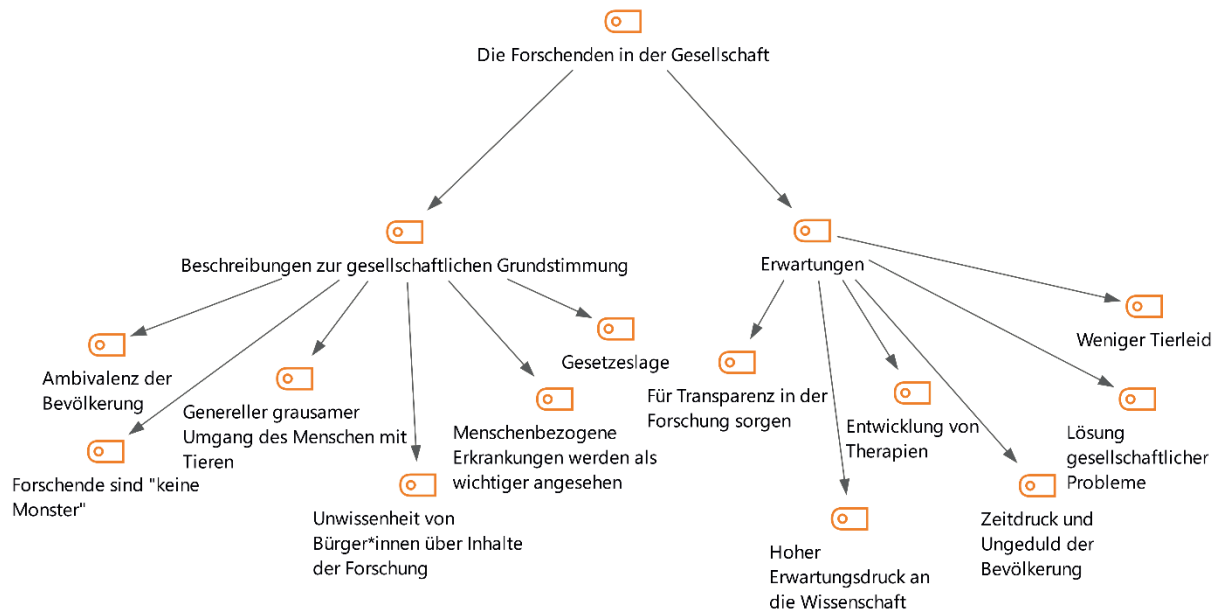 Die Forschenden in der Gesellschaft
Beschreibungen zur gesellschaftlichen Grundstimmung
Erwartungen
Ambivalenz der
Bevölkerung
Forschende sind "keine
Monster"
Genereller grausamer
Umgang des Menschen mit
Tieren
Unwissenheit von
Bürger*innen über Inhalte
der Forschung
Menschenbezogene
Erkrankungen werden als
wichtiger angesehen
Gesetzeslage
Für Transparenz in der
Forschung sorgen
Hoher
Erwartungsdruck an
die Wissenschaft
Entwicklung von
Therapien
Zeitdruck und
Ungeduld der
Bevölkerung
Lösung
gesellschaftlicher
Probleme
Weniger Tierleid